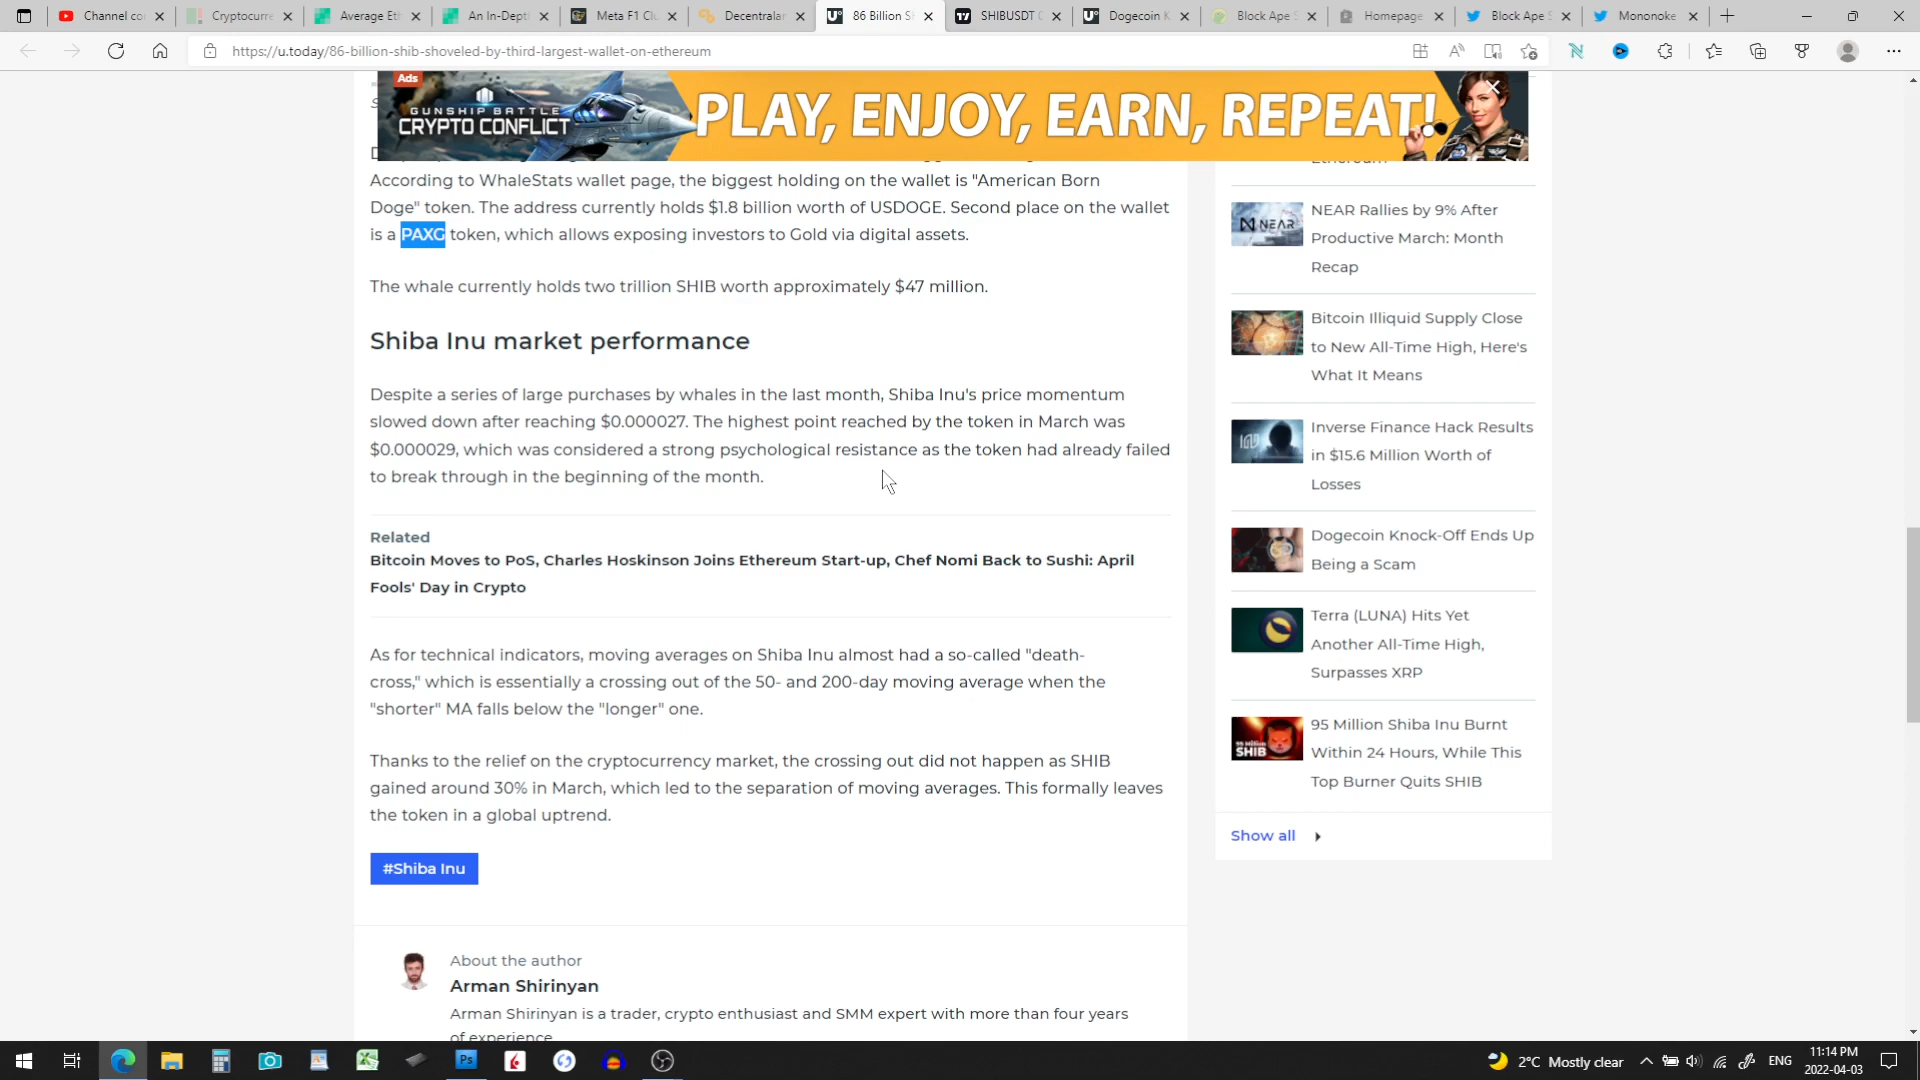 Channel co
Cryptocurre
Average Eth
An In-Dept
Meta F1 Clu
Decentralan
86 Billion S
SHIBUSDT
Dogecoin K
Block Ape S
Homepage
Block Ape S
Mononoke
https://u.today/86-billion-shib-shoveled-by-third-largest-wallet-on-ethereum
Ads
GUNSHIP BATTLE
CRYPTO CONFLICT
PLAY, ENJOY, EARN, REPEAT!
According to WhaleStats wallet page, the biggest holding on the wallet is "American Born
Doge" token. The address currently holds $1.8 billion worth of USDOGE. Second place on the wallet
is a PAXG token, which allows exposing investors to Gold via digital assets.
The whale currently holds two trillion SHIB worth approximately $47 million.
Shiba Inu market performance
Despite a series of large purchases by whales in the last month, Shiba Inu's price momentum
slowed down after reaching $0.000027. The highest point reached by the token in March was
$0.000029, which was considered a strong psychological resistance as the token had already failed
to break through in the beginning of the month.
Related
Bitcoin Moves to PoS, Charles Hoskinson Joins Ethereum Start-up, Chef Nomi Back to Sushi: April
Fools' Day in Crypto
As for technical indicators, moving averages on Shiba Inu almost had a so-called "death-
cross," which is essentially a crossing out of the 50- and 200-day moving average when the
"shorter" MA falls below the "longer" one.
Thanks to the relief on the cryptocurrency market, the crossing out did not happen as SHIB
gained around 30% in March, which led to the separation of moving averages. This formally leaves
the token in a global uptrend.
#Shiba Inu
About the author
Arman Shirinyan
Arman Shirinyan is a trader, crypto enthusiast and SMM expert with more than four years
of experience.
Ethereum
NEAR
NEAR Rallies by 9% After
Productive March: Month
Recap
Bitcoin Illiquid Supply Close
to New All-Time High, Here's
What It Means
Inverse Finance Hack Results
in $15.6 Million Worth of
Losses
Dogecoin Knock-Off Ends Up
Being a Scam
Terra (LUNA) Hits Yet
Another All-Time High,
Surpasses XRP
95 Million
SHIB
95 Million Shiba Inu Burnt
Within 24 Hours, While This
Top Burner Quits SHIB
Show all
Ps
2°C Mostly clear
ENG
11:14 PM
2022-04-03